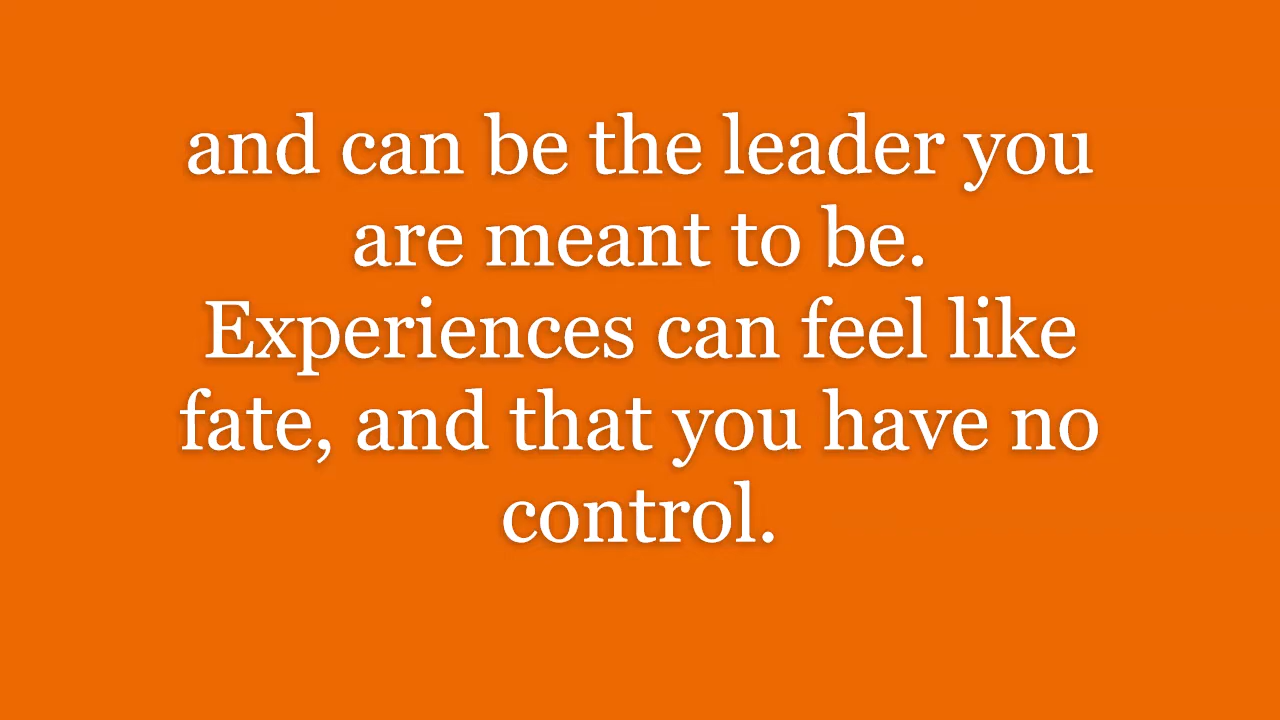 and can be the leader you
are meant to be.
Experiences can feel like
fate, and that you have no
control.